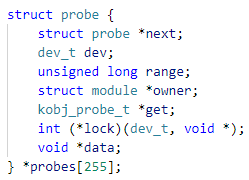 struct probe {
    struct probe *next;
    dev_t dev;
    unsigned long range;
    struct module *owner;
    kobj_probe_t *get;
    int (*lock)(dev_t, void *);
    void *data;
} *probes[255];